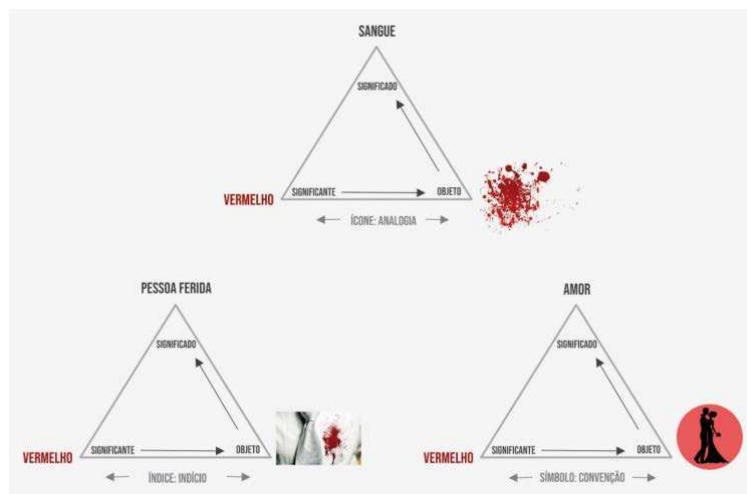 SANGUE
SIGNIFICADO
VERMELHO
SIGNIFICANTE
OBJETO
ÍCONE: ANALOGIA
PESSOA FERIDA
SIGNIFICADO
VERMELHO
SIGNIFICANTE
OBJETO
ÍNDICE: INDÍCIO
AMOR
SIGNIFICADO
VERMELHO
SIGNIFICANTE
OBJETO
SÍMBOLO: CONVENÇÃO